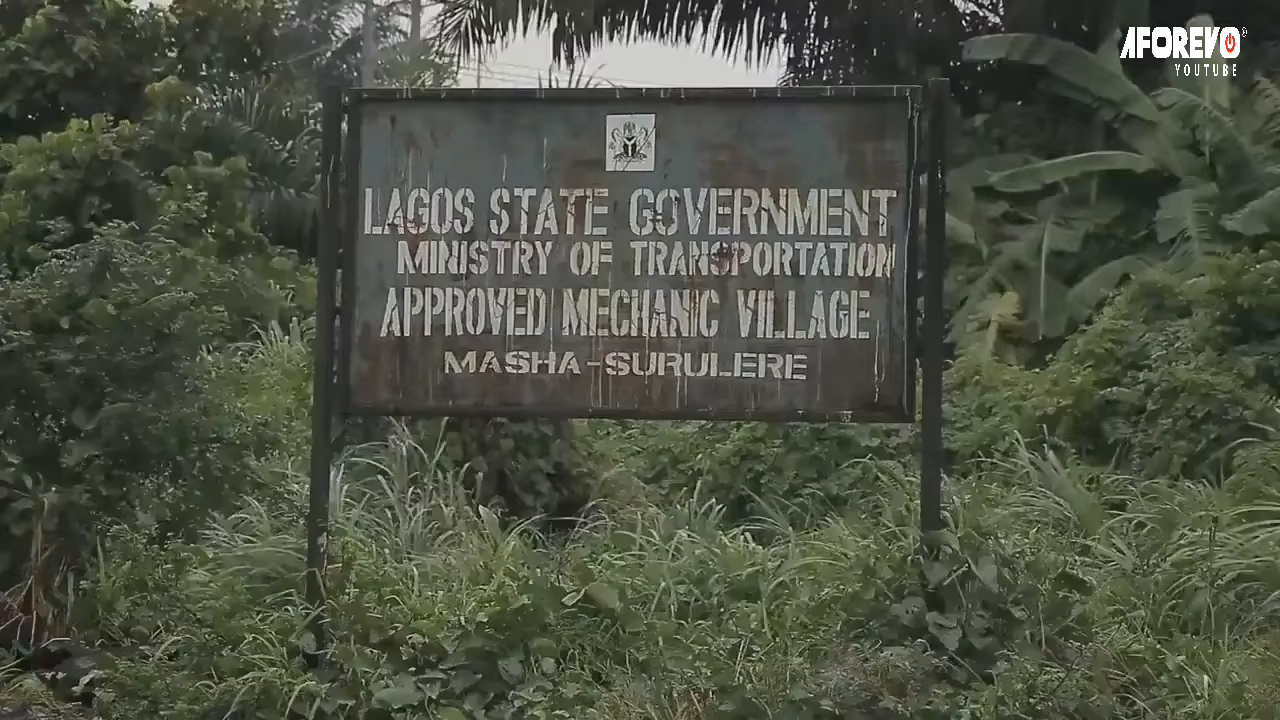 AFOREVO
YOUTUBE
LAGOS STATE GOVERNMENT
MINISTRY OF TRANSPORTATION
APPROVED MECHANIC VILLAGE
MASHA-SURULERE